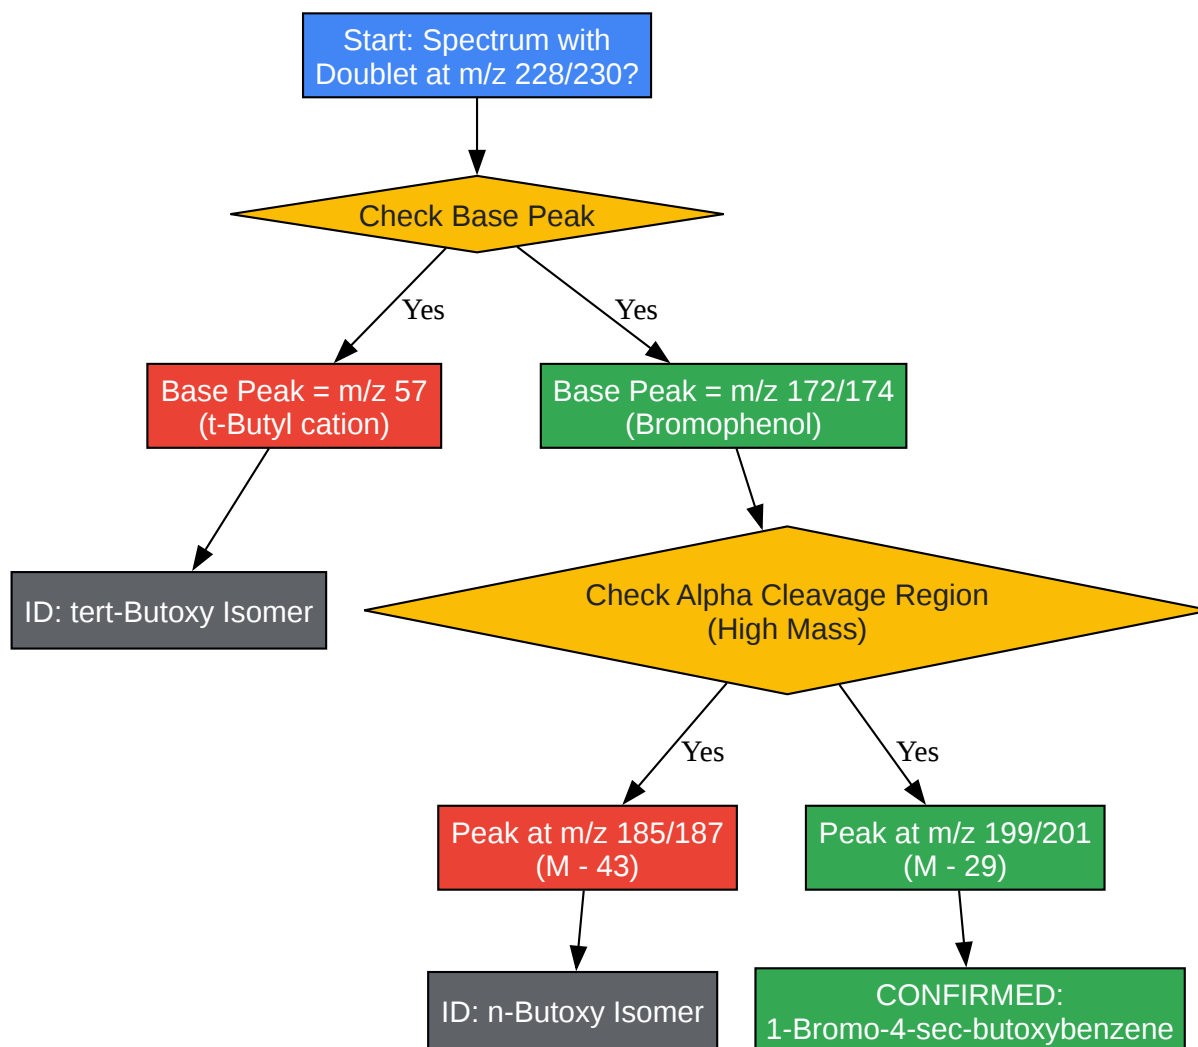 Start: Spectrum with
Doublet at m/z 228/230?
Check Base Peak
Yes
Yes
Base Peak = m/z 57
(t-Butyl cation)
Base Peak = m/z 172/174
(Bromophenol)
ID: tert-Butoxy Isomer
Check Alpha Cleavage Region
(High Mass)
Yes
Yes
Peak at m/z 185/187
(M - 43)
Peak at m/z 199/201
(M - 29)
ID: n-Butoxy Isomer
CONFIRMED:
1-Bromo-4-sec-butoxybenzene